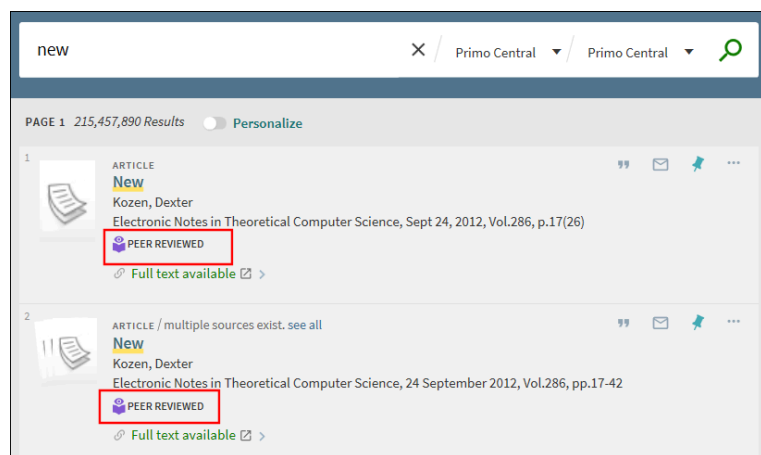 new Primo Central Primo Central
PAGE 1 215,457,890 Results Personalize
1
ARTICLE
New
Kozen, Dexter
Electronic Notes in Theoretical Computer Science, Sept 24, 2012, Vol.286, p.17(26)
PEER REVIEWED
Full text available
2
ARTICLE / multiple sources exist. see all
New
Kozen, Dexter
Electronic Notes in Theoretical Computer Science, 24 September 2012, Vol.286, pp.17-42
PEER REVIEWED
Full text available